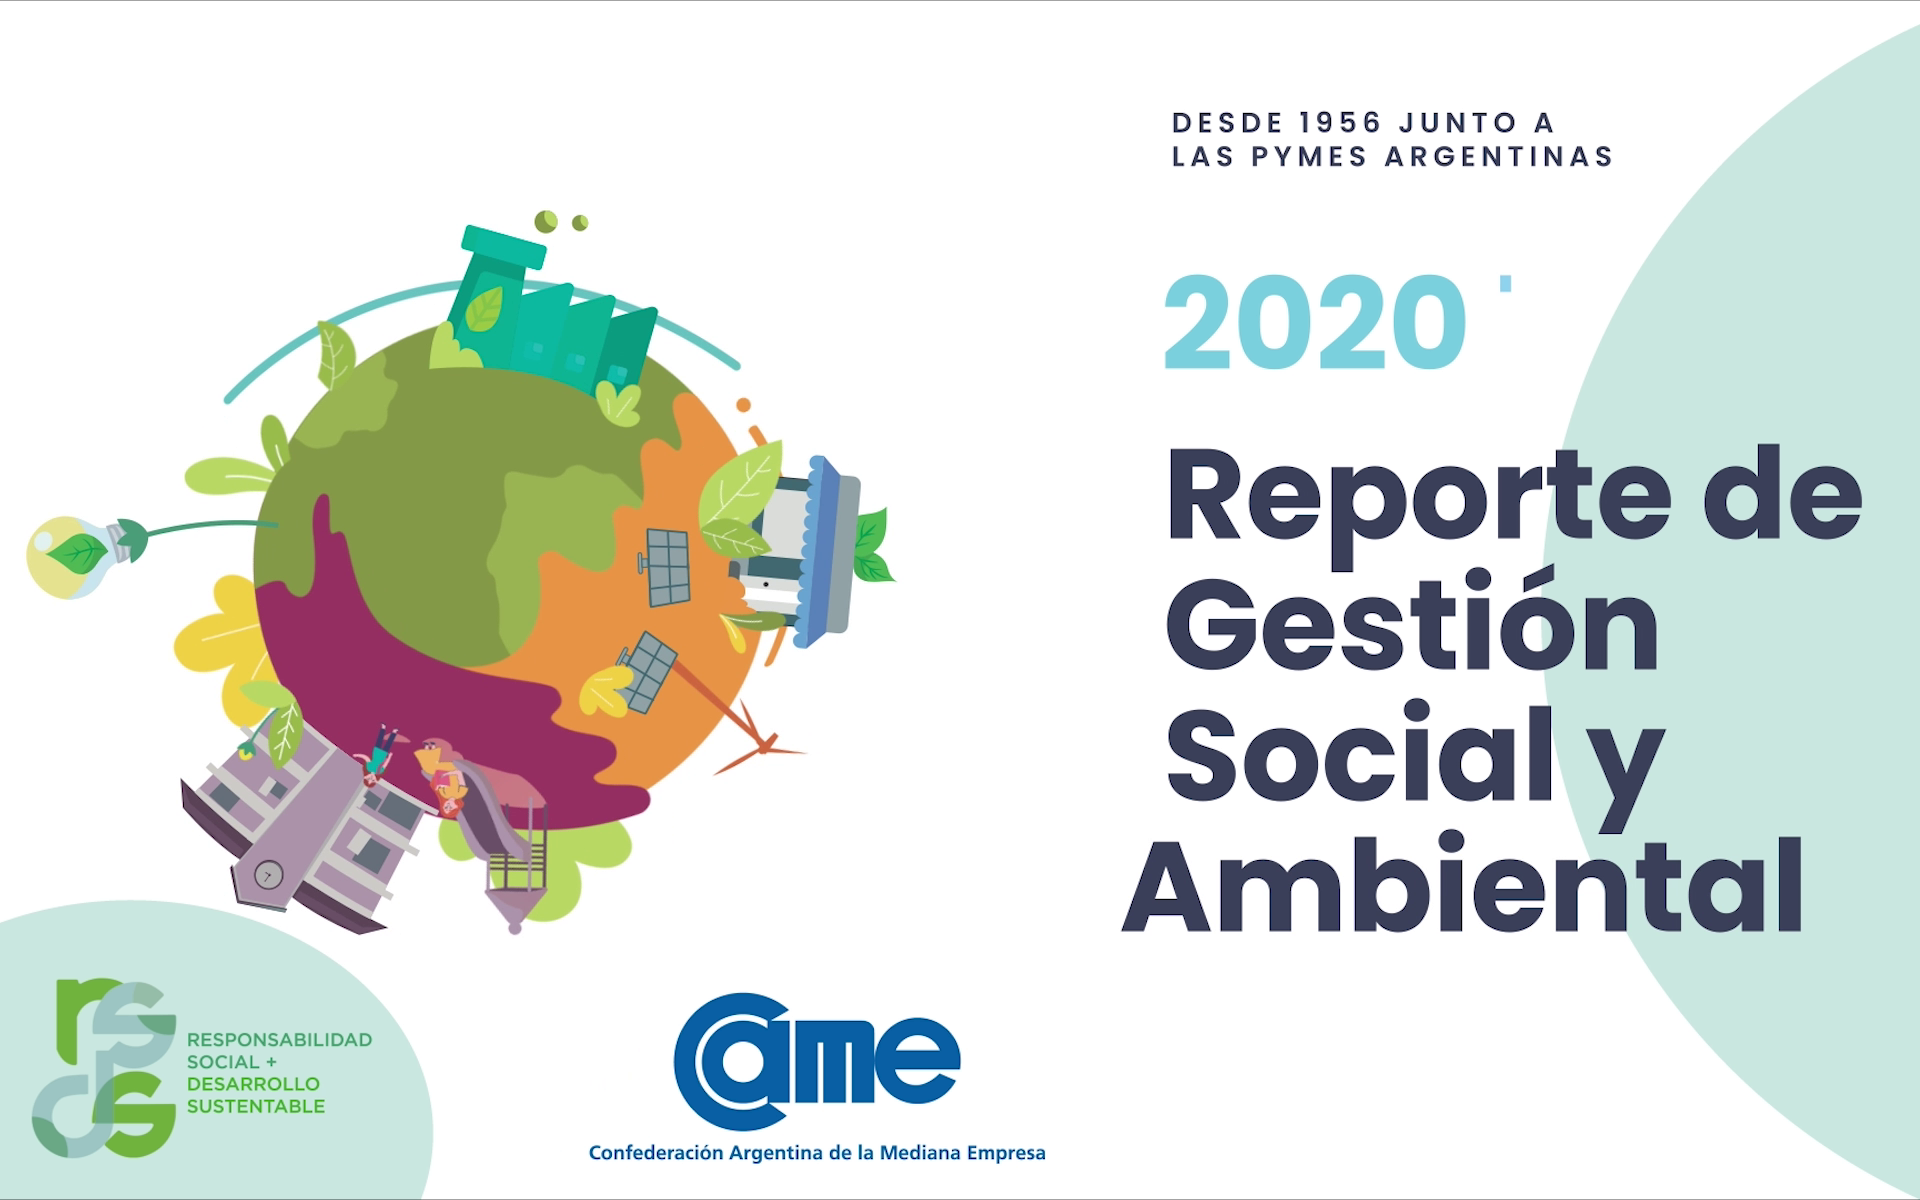 DESDE 1956 JUNTO A
LAS PYMES ARGENTINAS
2020 '
Reporte de
Gestión
Social y
Ambiental
rsds
RESPONSABILIDAD
SOCIAL +
DESARROLLO
SUSTENTABLE
Came
Confederación Argentina de la Mediana Empresa